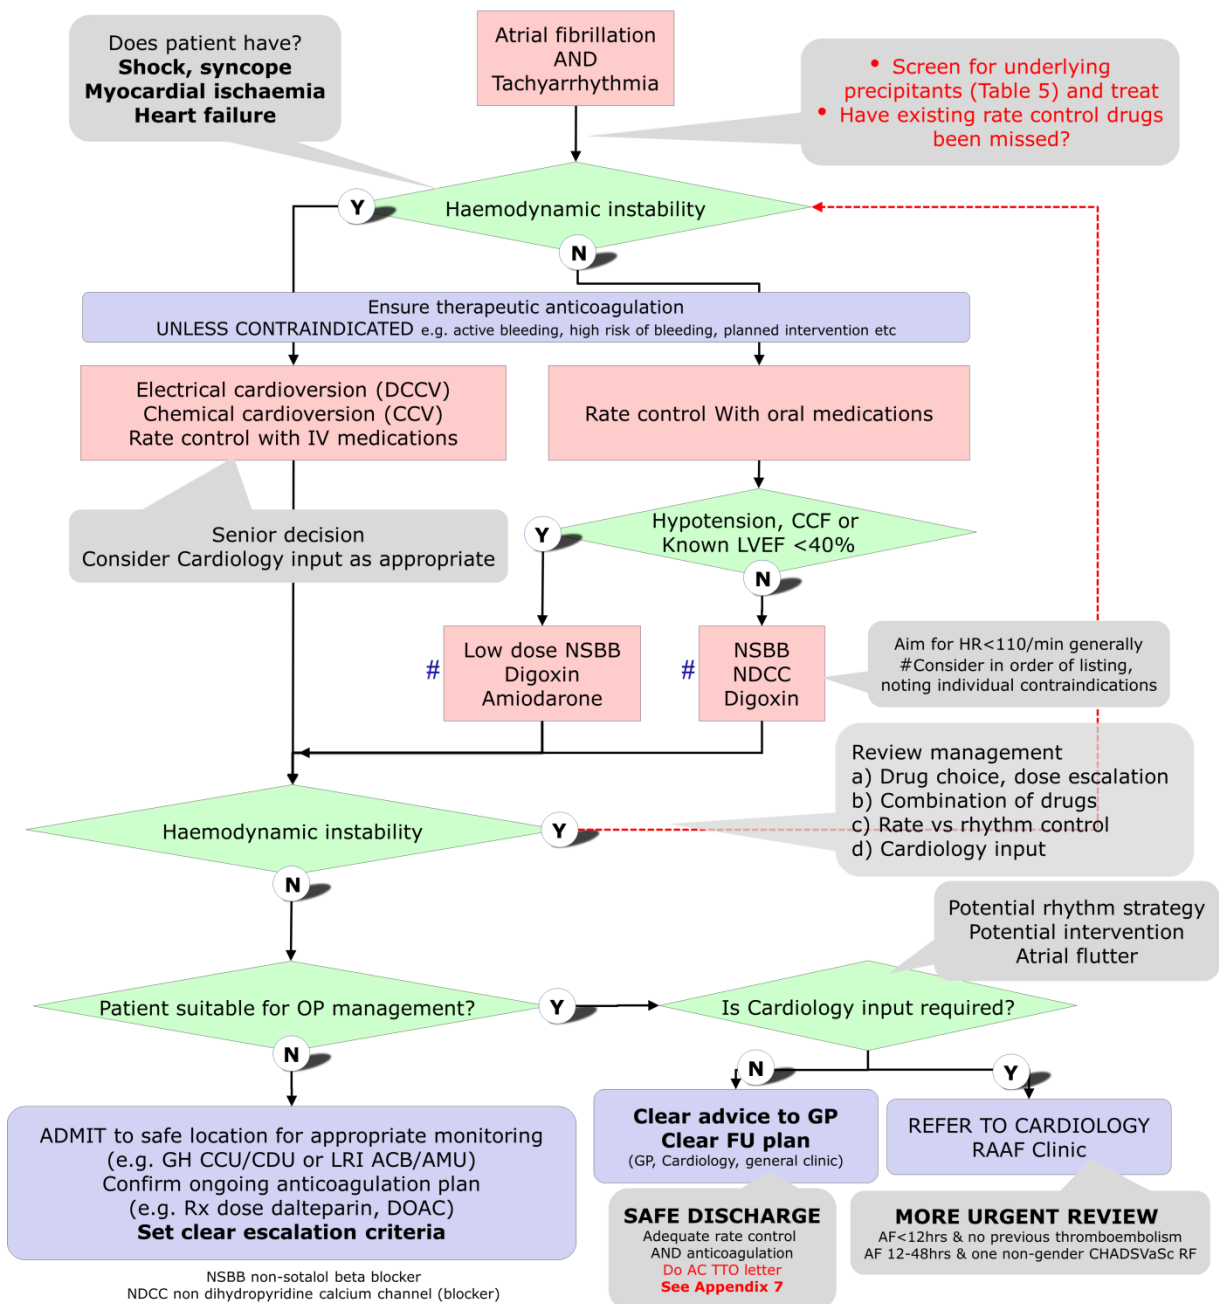 Does patient have?
Shock, syncope
Myocardial ischaemia
Heart failure
Atrial fibrillation
AND
Tachyarrhythmia
• Screen for underlying
precipitants (Table 5) and treat
• Have existing rate control drugs
been missed?
Haemodynamic instability
Y
N
Ensure therapeutic anticoagulation
UNLESS CONTRAINDICATED e.g. active bleeding, high risk of bleeding, planned intervention etc
Electrical cardioversion (DCCV)
Chemical cardioversion (CCV)
Rate control with IV medications
Rate control With oral medications
Senior decision
Consider Cardiology input as appropriate
Hypotension, CCF or
Known LVEF <40%
Y
N
#
Low dose NSBB
Digoxin
Amiodarone
#
NSBB
NDCC
Digoxin
Aim for HR<110/min generally
#Consider in order of listing,
noting individual contraindications
Review management
a) Drug choice, dose escalation
b) Combination of drugs
c) Rate vs rhythm control
d) Cardiology input
Haemodynamic instability
Y
N
Potential rhythm strategy
Potential intervention
Atrial flutter
Patient suitable for OP management?
Y
N
Is Cardiology input required?
N
Y
ADMIT to safe location for appropriate monitoring
(e.g. GH CCU/CDU or LRI ACB/AMU)
Confirm ongoing anticoagulation plan
(e.g. Rx dose dalteparin, DOAC)
Set clear escalation criteria
Clear advice to GP
Clear FU plan
(GP, Cardiology, general clinic)
REFER TO CARDIOLOGY
RAAF Clinic
SAFE DISCHARGE
Adequate rate control
AND anticoagulation
Do AC TTO letter
See Appendix 7
MORE URGENT REVIEW
AF<12hrs & no previous thromboembolism
AF 12-48hrs & one non-gender CHADSVaSc RF
NSBB non-sotalol beta blocker
NDCC non dihydropyridine calcium channel (blocker)